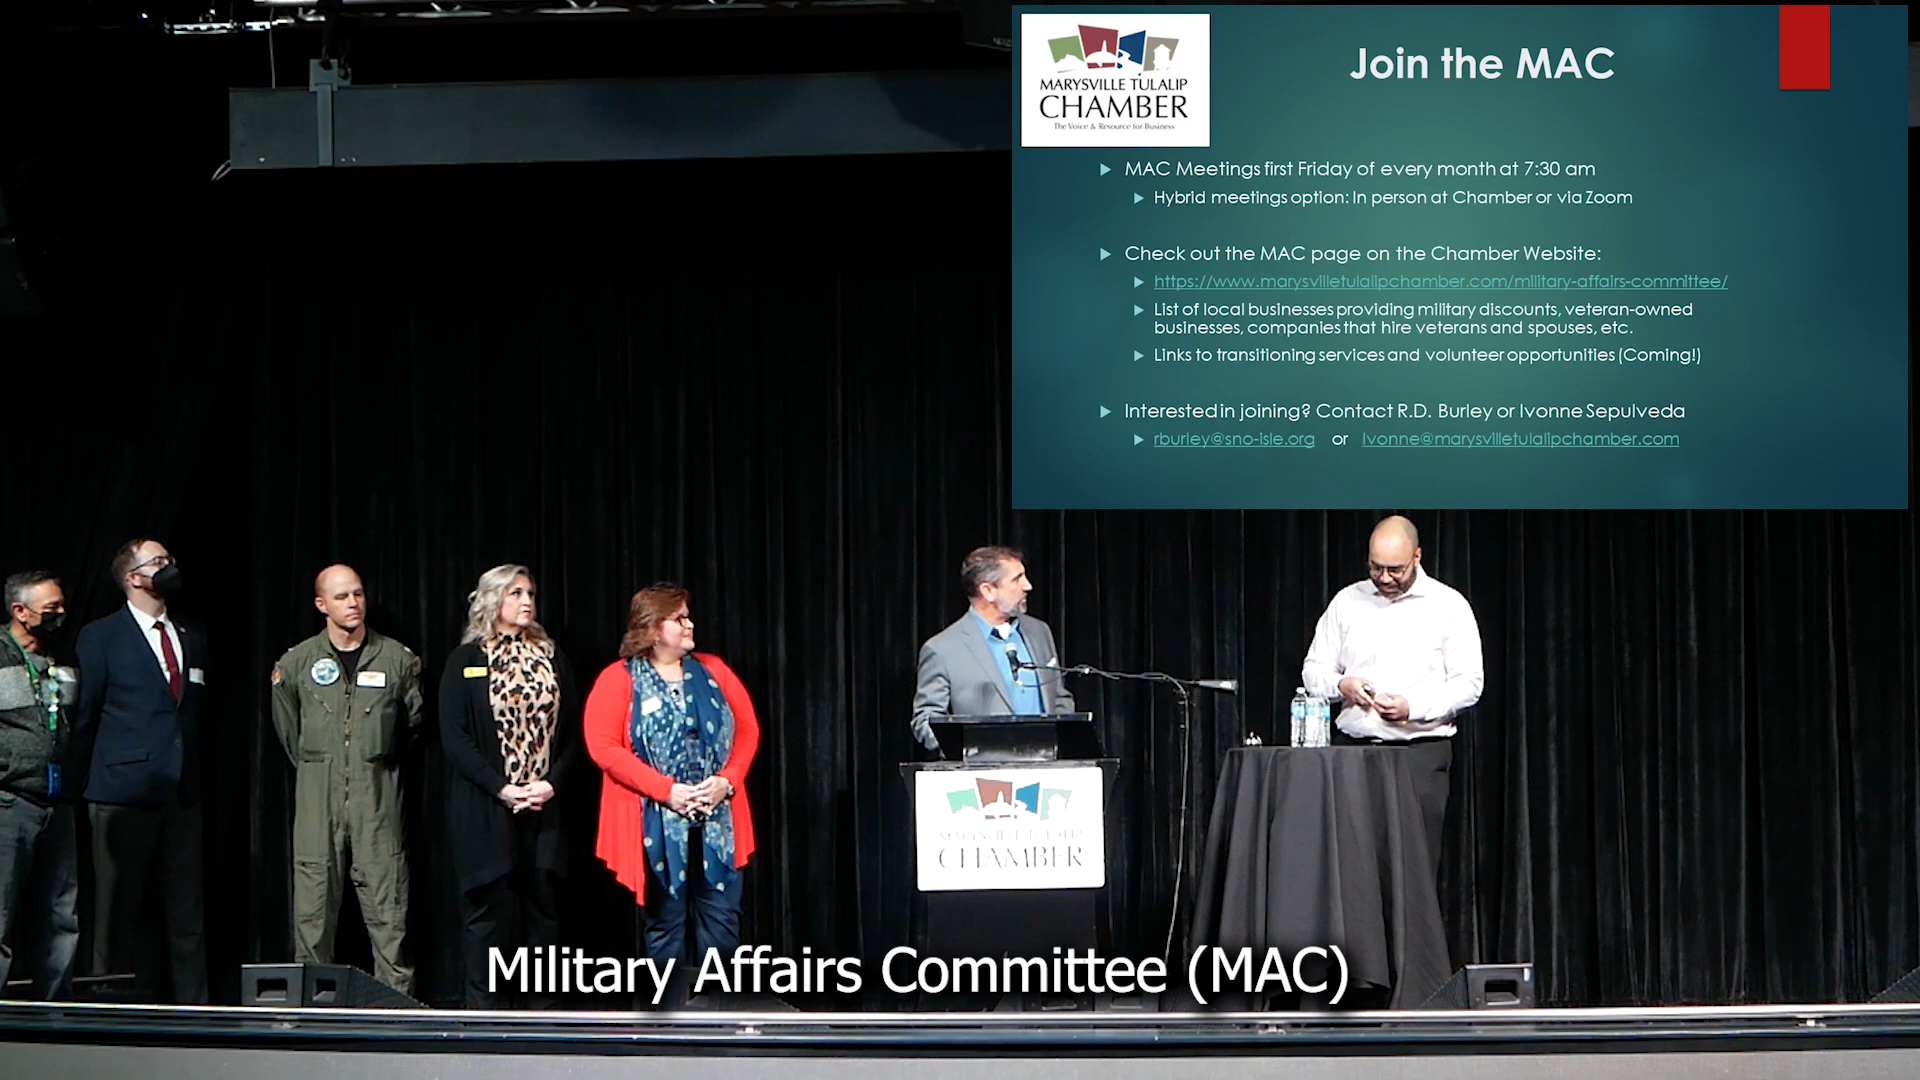 MARYSVILLE TULALIP
CHAMBER
The Voice & Resource for Business
Join the MAC
MAC Meetings first Friday of every month at 7:30 am
Hybrid meetings option: In person at Chamber or via Zoom
Check out the MAC page on the Chamber Website:
https://www.marysvilletulalipchamber.com/military-affairs-committee/
List of local businesses providing military discounts, veteran-owned
businesses, companies that hire veterans and spouses, etc.
Links to transitioning services and volunteer opportunities (Coming!)
Interested in joining? Contact R.D. Burley or Ivonne Sepulveda
rburley@sno-isle.org or Ivonne@marysvilletulalipchamber.com
MARYSVILLE TULALIP
CHAMBER
Military Affairs Committee (MAC)